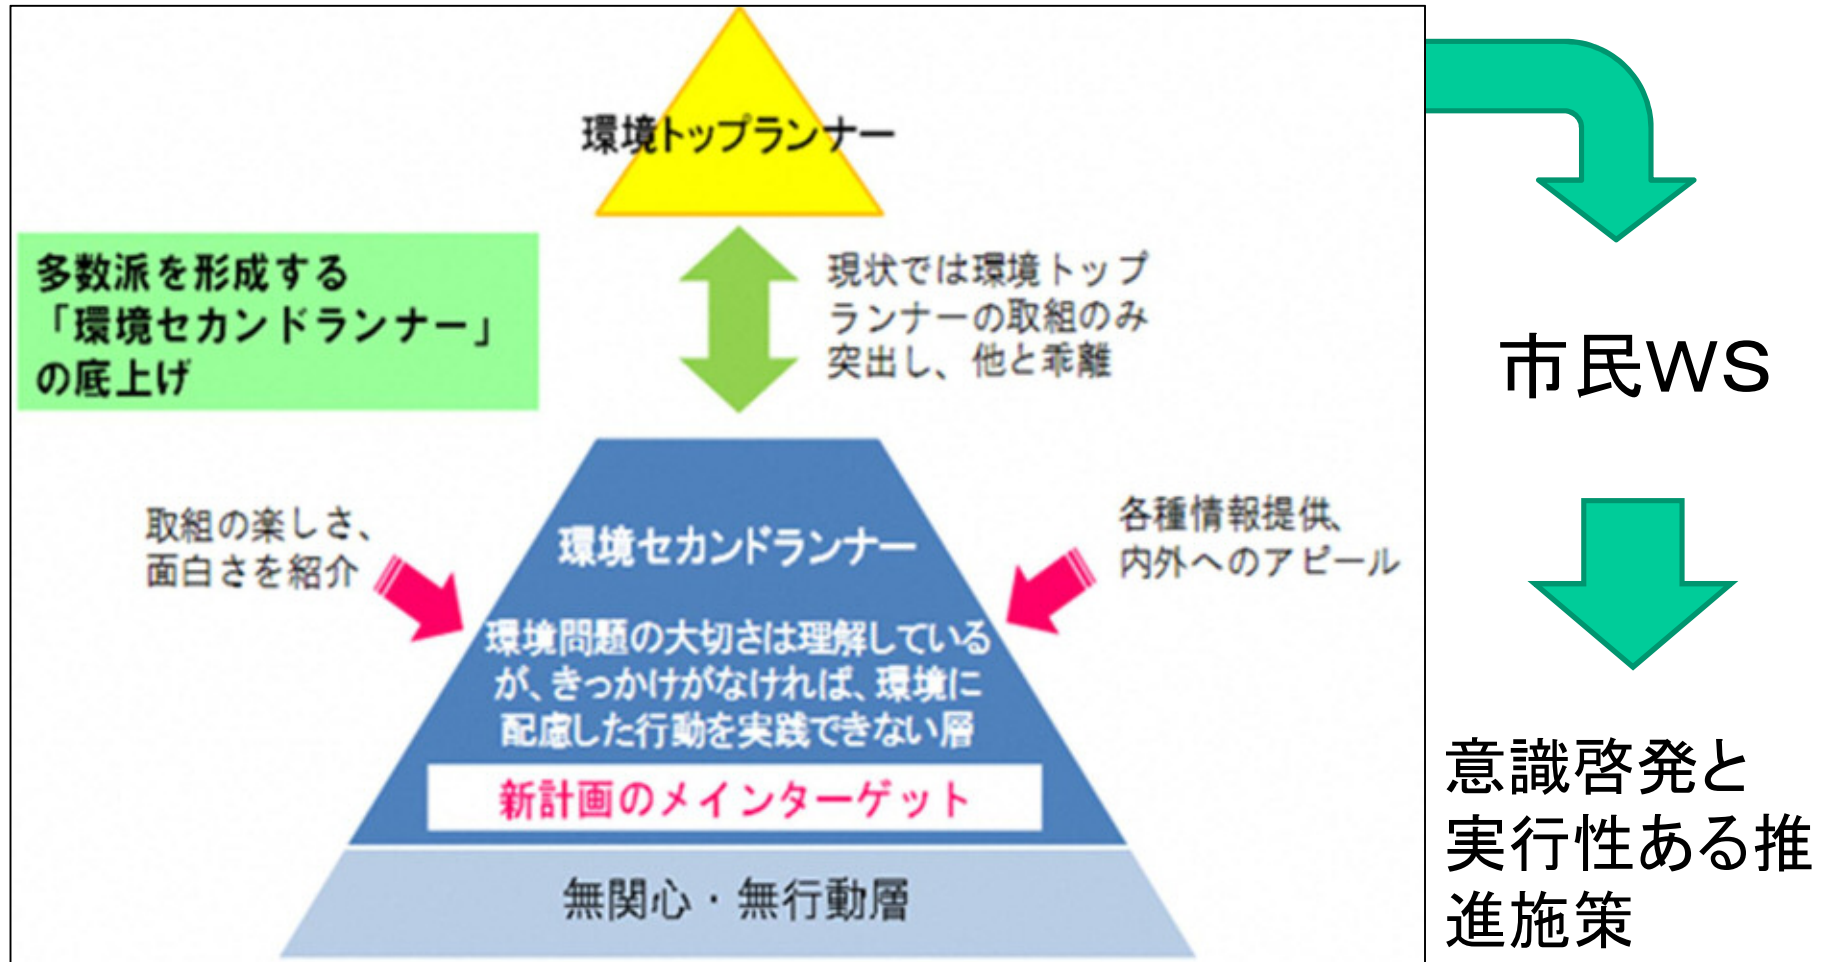 環境トップランナー
多数派を形成する
「環境セカンドランナー」
の底上げ
現状では環境トップ
ランナーの取組のみ
突出し、他と乖離
取組の楽しさ、
面白さを紹介
各種情報提供、
内外へのアピール
環境セカンドランナー
環境問題の大切さは理解している
が、きっかけがなければ、環境に
配慮した行動を実践できない層
新計画のメインターゲット
無関心・無行動層
市民WS
意識啓発と
実行性ある推
進施策